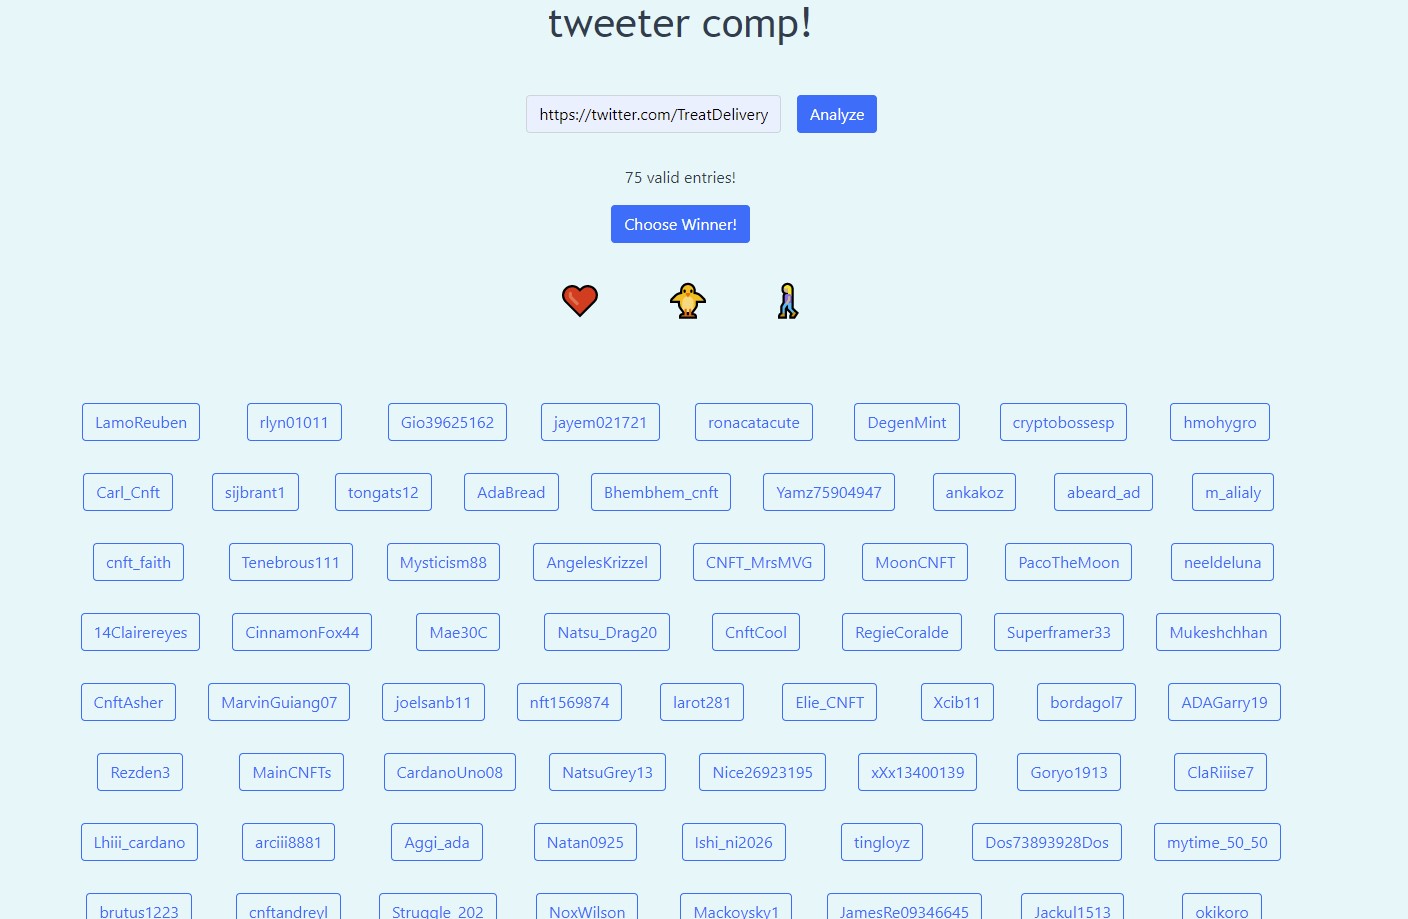 tweeter comp!
https://twitter.com/TreatDelivery Analyze
75 valid entries!
Choose Winner!
LamoReuben rlyn01011 Gio39625162 jayem021721 ronacatacute DegenMint cryptobossesp hmohygro
Carl_Cnft sijbrant1 tongats12 AdaBread Bhembhem_cnft Yamz75904947 ankakoz abeard_ad m_alialy
cnft_faith Tenebrous111 Mysticism88 AngelesKrizzel CNFT_MrsMVG MoonCNFT PacoTheMoon neeldeluna
14Clairereyes CinnamonFox44 Mae30C Natsu_Drag20 CnftCool RegieCoralde Superframer33 Mukeshchhan
CnftAsher MarvinGuiang07 joelsanb11 nft1569874 larot281 Elie_CNFT Xcib11 bordagol7 ADAGarry19
Rezden3 MainCNFTs CardanoUno08 NatsuGrey13 Nice26923195 xXx13400139 Goryo1913 ClaRiiise7
Lhiii_cardano arciii8881 Aggi_ada Natan0925 Ishi_ni2026 tingloyz Dos73893928Dos mytime_50_50
brutus1223 cnftandreyl Struggle_202 NoxWilson Mackoysky1 JamesRe09346645 Jackul1513 okikoro